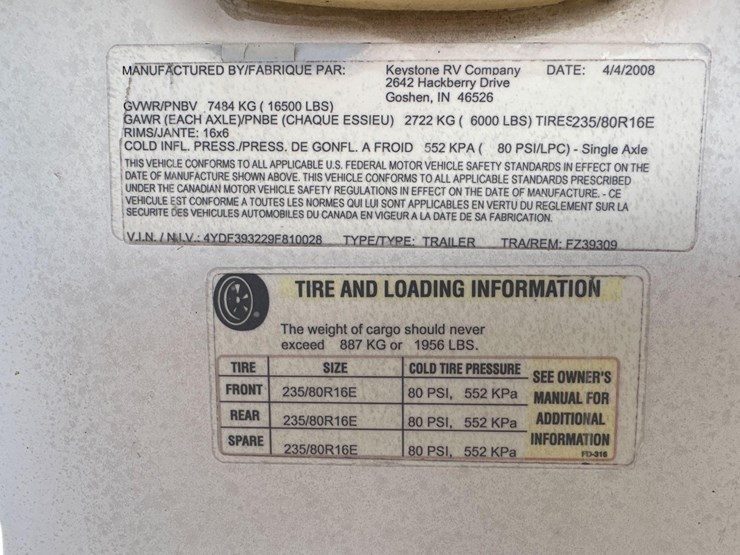 MANUFACTURED BY/FABRIQUE PAR: Keystone RV Company DATE: 4/4/2008
2642 Hackberry Drive
Goshen, IN 46526
GVWR/PNBV 7484 KG ( 16500 LBS)
GAWR (EACH AXLE)/PNBE (CHAQUE ESSIEU) 2722 KG ( 6000 LBS) TIRES235/80R16E
RIMS/JANTE: 16x6
COLD INFL. PRESS./PRESS. DE GONFL. A FROID 552 KPA ( 80 PSI/LPC) - Single Axle
THIS VEHICLE CONFORMS TO ALL APPLICABLE U.S. FEDERAL MOTOR VEHICLE SAFETY STANDARDS IN EFFECT ON THE
DATE OF MANUFACTURE SHOWN ABOVE. THIS VEHICLE CONFORMS TO ALL APPLICABLE STANDARDS PRESCRIBED
UNDER THE CANADIAN MOTOR VEHICLE SAFETY REGULATIONS IN EFFECT ON THE DATE OF MANUFACTURE. - CE
VEHICULE EST CONFORME A TOUTES LES NORMES QUI LUI SONT APPLICABLES EN VERTU DU REGLEMENT SUR LA
SECURITE DES VEHICULES AUTOMOBILES DU CANADA EN VIGEUR A LA DATE DE SA FABRICATION.
V.I.N. / N.I.V.: 4YDF393229F810028 TYPE/TYPE: TRAILER TRA/REM: FZ39309
TIRE AND LOADING INFORMATION
The weight of cargo should never
exceed 887 KG or 1956 LBS.
TIRE SIZE COLD TIRE PRESSURE
FRONT 235/80R16E 80 PSI, 552 KPa
REAR 235/80R16E 80 PSI, 552 KPa
SPARE 235/80R16E 80 PSI, 552 KPa
SEE OWNER'S
MANUAL FOR
ADDITIONAL
INFORMATION
FD-316